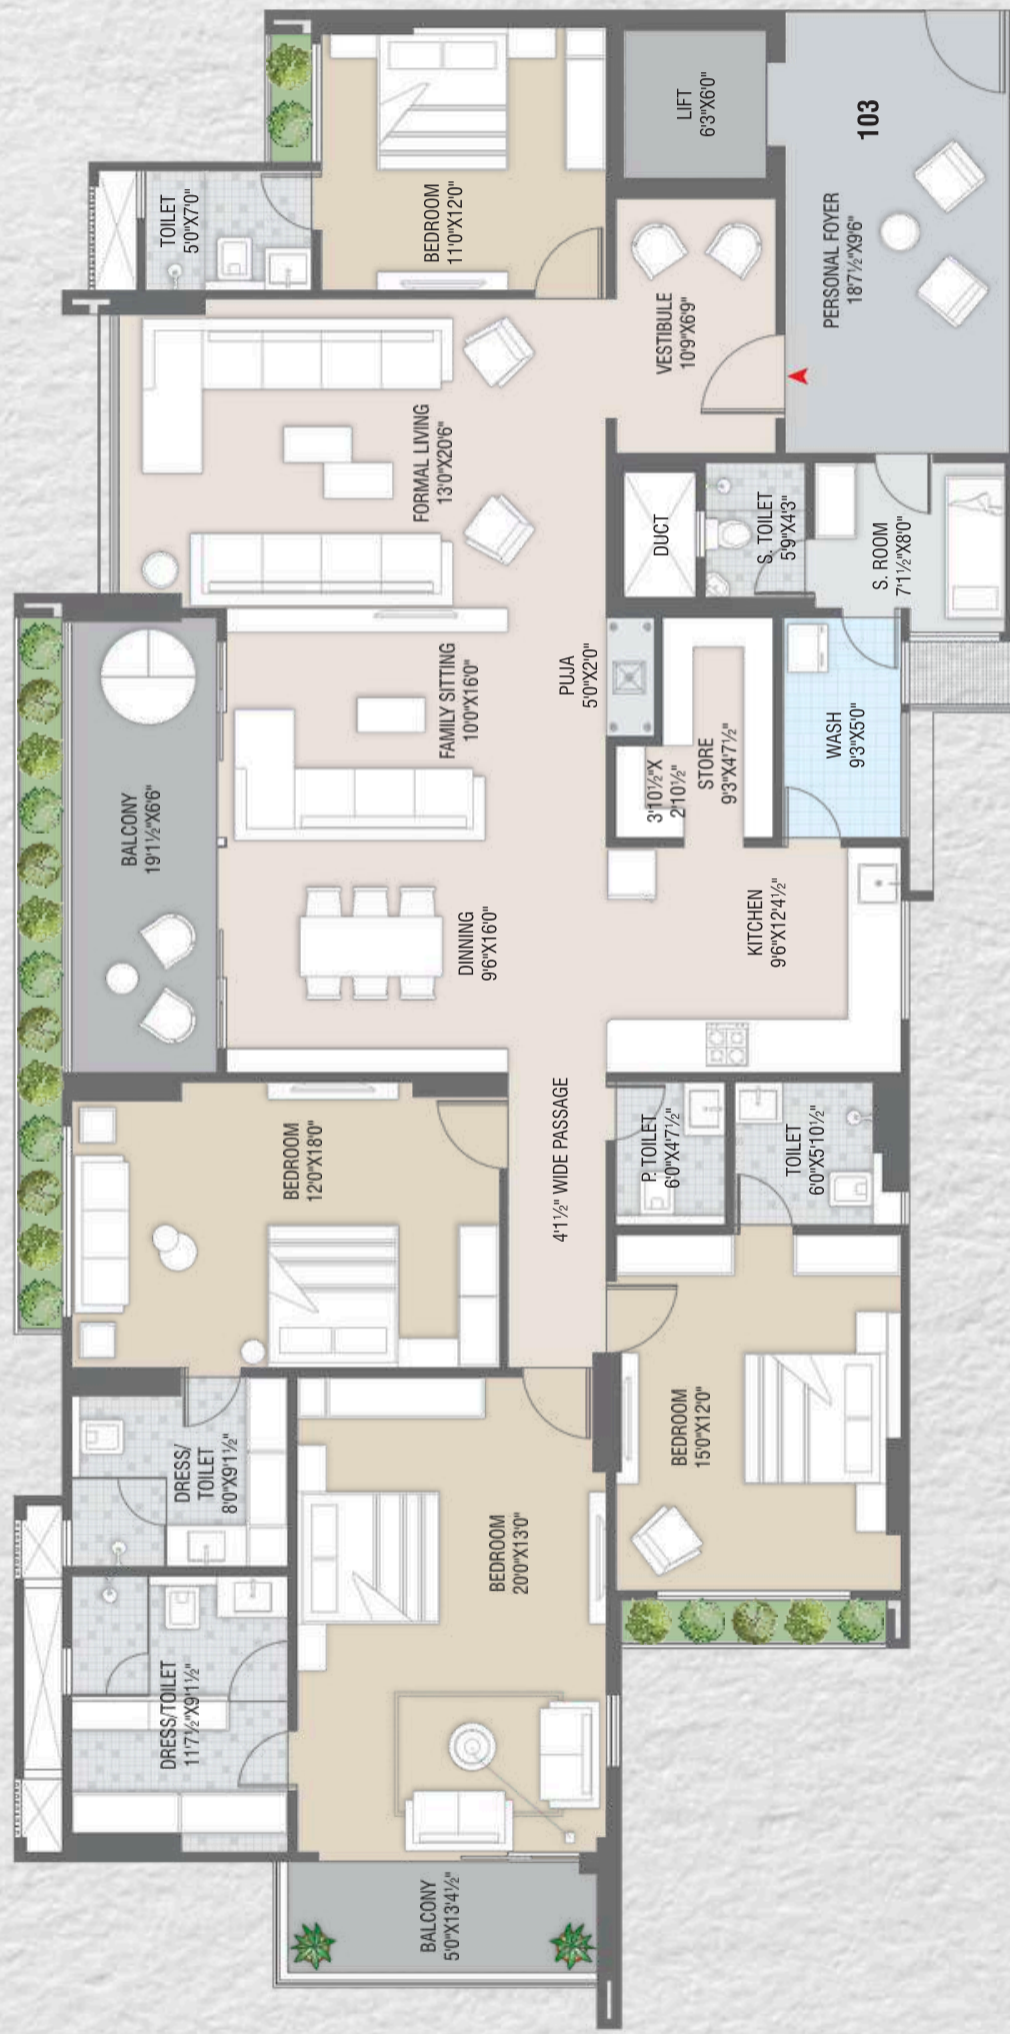 TOILET
5'0"X7'0"
BEDROOM
11'0"X12'0"
LIFT
6'3"X6'0"
103
PERSONAL FOYER
18'7½"X9'6"
VESTIBULE
10'9"X6'9"
FORMAL LIVING
13'0"X20'6"
DUCT
S. TOILET
5'9"X4'3"
S. ROOM
7'1½"X8'0"
BALCONY
19'1½"X6'6"
FAMILY SITTING
10'0"X16'0"
PUJA
5'0"X2'0"
3'10½"X
2'10½"
STORE
9'3"X4'7½"
WASH
9'3"X5'0"
DINNING
9'6"X16'0"
KITCHEN
9'6"X12'4½"
BEDROOM
12'0"X18'0"
4'1½" WIDE PASSAGE
P. TOILET
6'0"X4'7½"
TOILET
6'0"X5'10½"
DRESS/
TOILET
8'0"X9'1½"
BEDROOM
20'0"X13'0"
BEDROOM
15'0"X12'0"
DRESS/TOILET
11'7½"X9'1½"
BALCONY
5'0"X13'4½"